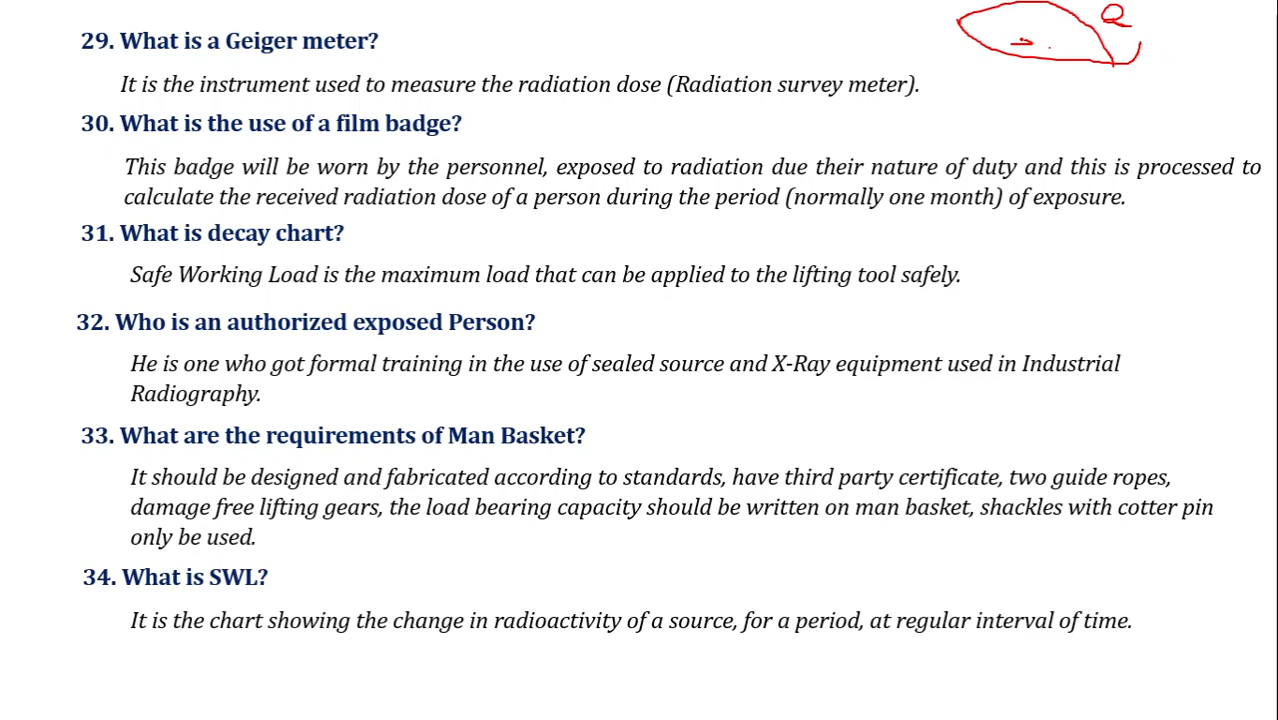 29. What is a Geiger meter?
It is the instrument used to measure the radiation dose (Radiation survey meter).
30. What is the use of a film badge?
This badge will be worn by the personnel, exposed to radiation due their nature of duty and this is processed to
calculate the received radiation dose of a person during the period (normally one month) of exposure.
31. What is decay chart?
Safe Working Load is the maximum load that can be applied to the lifting tool safely.
32. Who is an authorized exposed Person?
He is one who got formal training in the use of sealed source and X-Ray equipment used in Industrial
Radiography.
33. What are the requirements of Man Basket?
It should be designed and fabricated according to standards, have third party certificate, two guide ropes,
damage free lifting gears, the load bearing capacity should be written on man basket, shackles with cotter pin
only be used.
34. What is SWL?
It is the chart showing the change in radioactivity of a source, for a period, at regular interval of time.